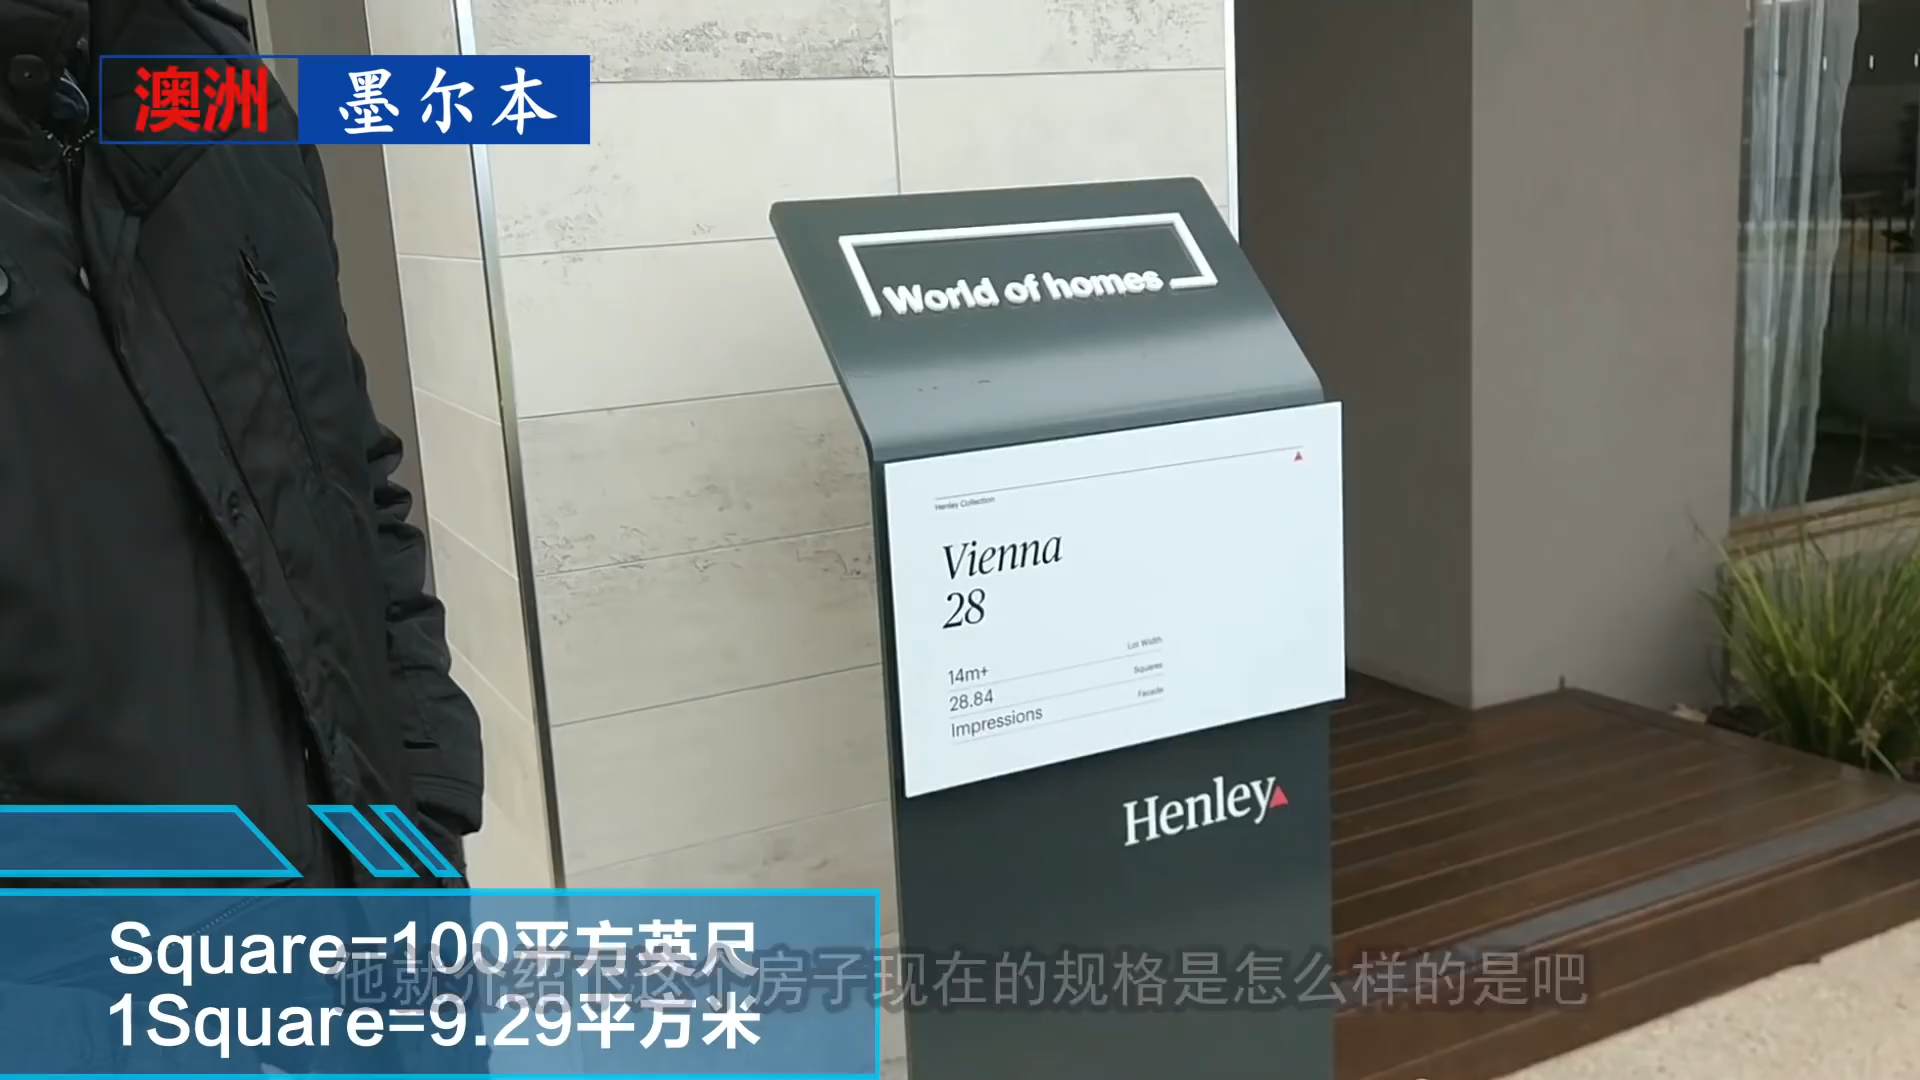 澳洲 墨尔本
World of homes
Henley Collection
Vienna
28
14m+ Lot Width
28.84 Squares
Impressions Facade
Henley
Square=100平方英尺
他就介绍下这个房子现在的规格是怎么样的是吧
1Square=9.29平方米